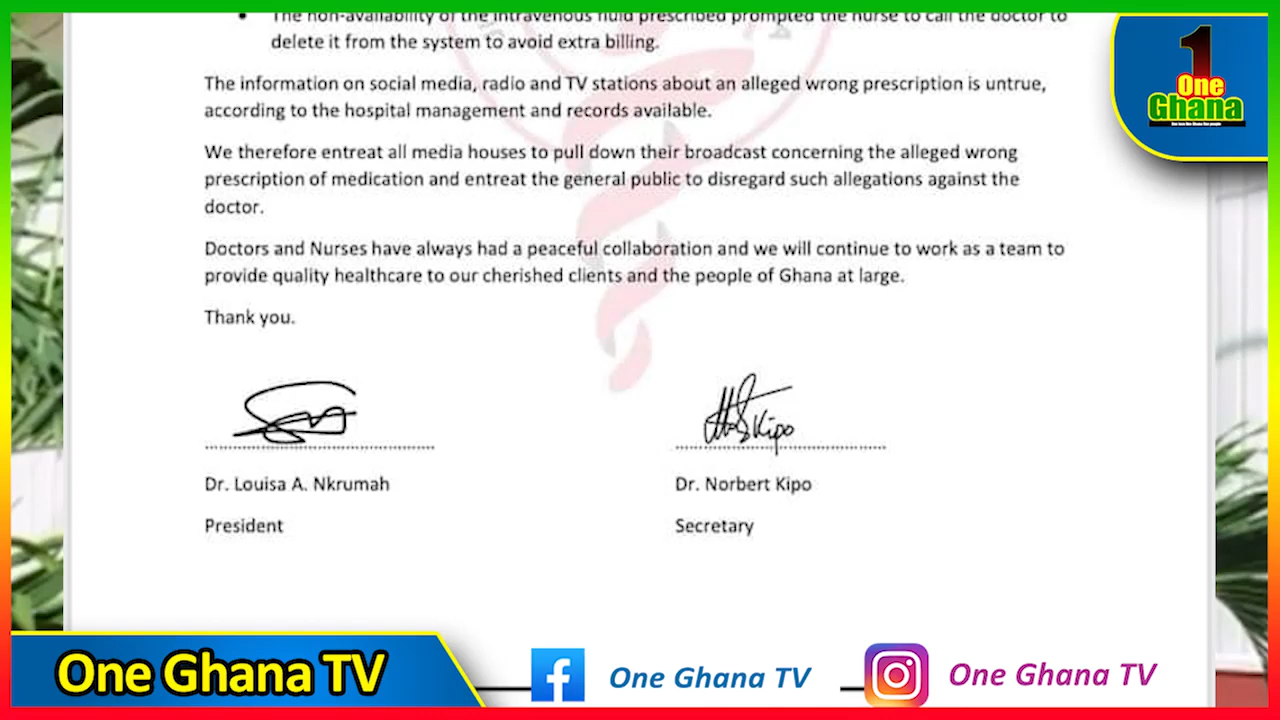 The non-availability of the intravenous fluid prescribed prompted the nurse to call the doctor to
delete it from the system to avoid extra billing.
The information on social media, radio and TV stations about an alleged wrong prescription is untrue,
according to the hospital management and records available.
We therefore entreat all media houses to pull down their broadcast concerning the alleged wrong
prescription of medication and entreat the general public to disregard such allegations against the
doctor.
Doctors and Nurses have always had a peaceful collaboration and we will continue to work as a team to
provide quality healthcare to our cherished clients and the people of Ghana at large.
Thank you.
Kipo
Dr. Louisa A. Nkrumah
Dr. Norbert Kipo
President
Secretary
1
One
Ghana
One Ghana TV
One Ghana TV
One Ghana TV